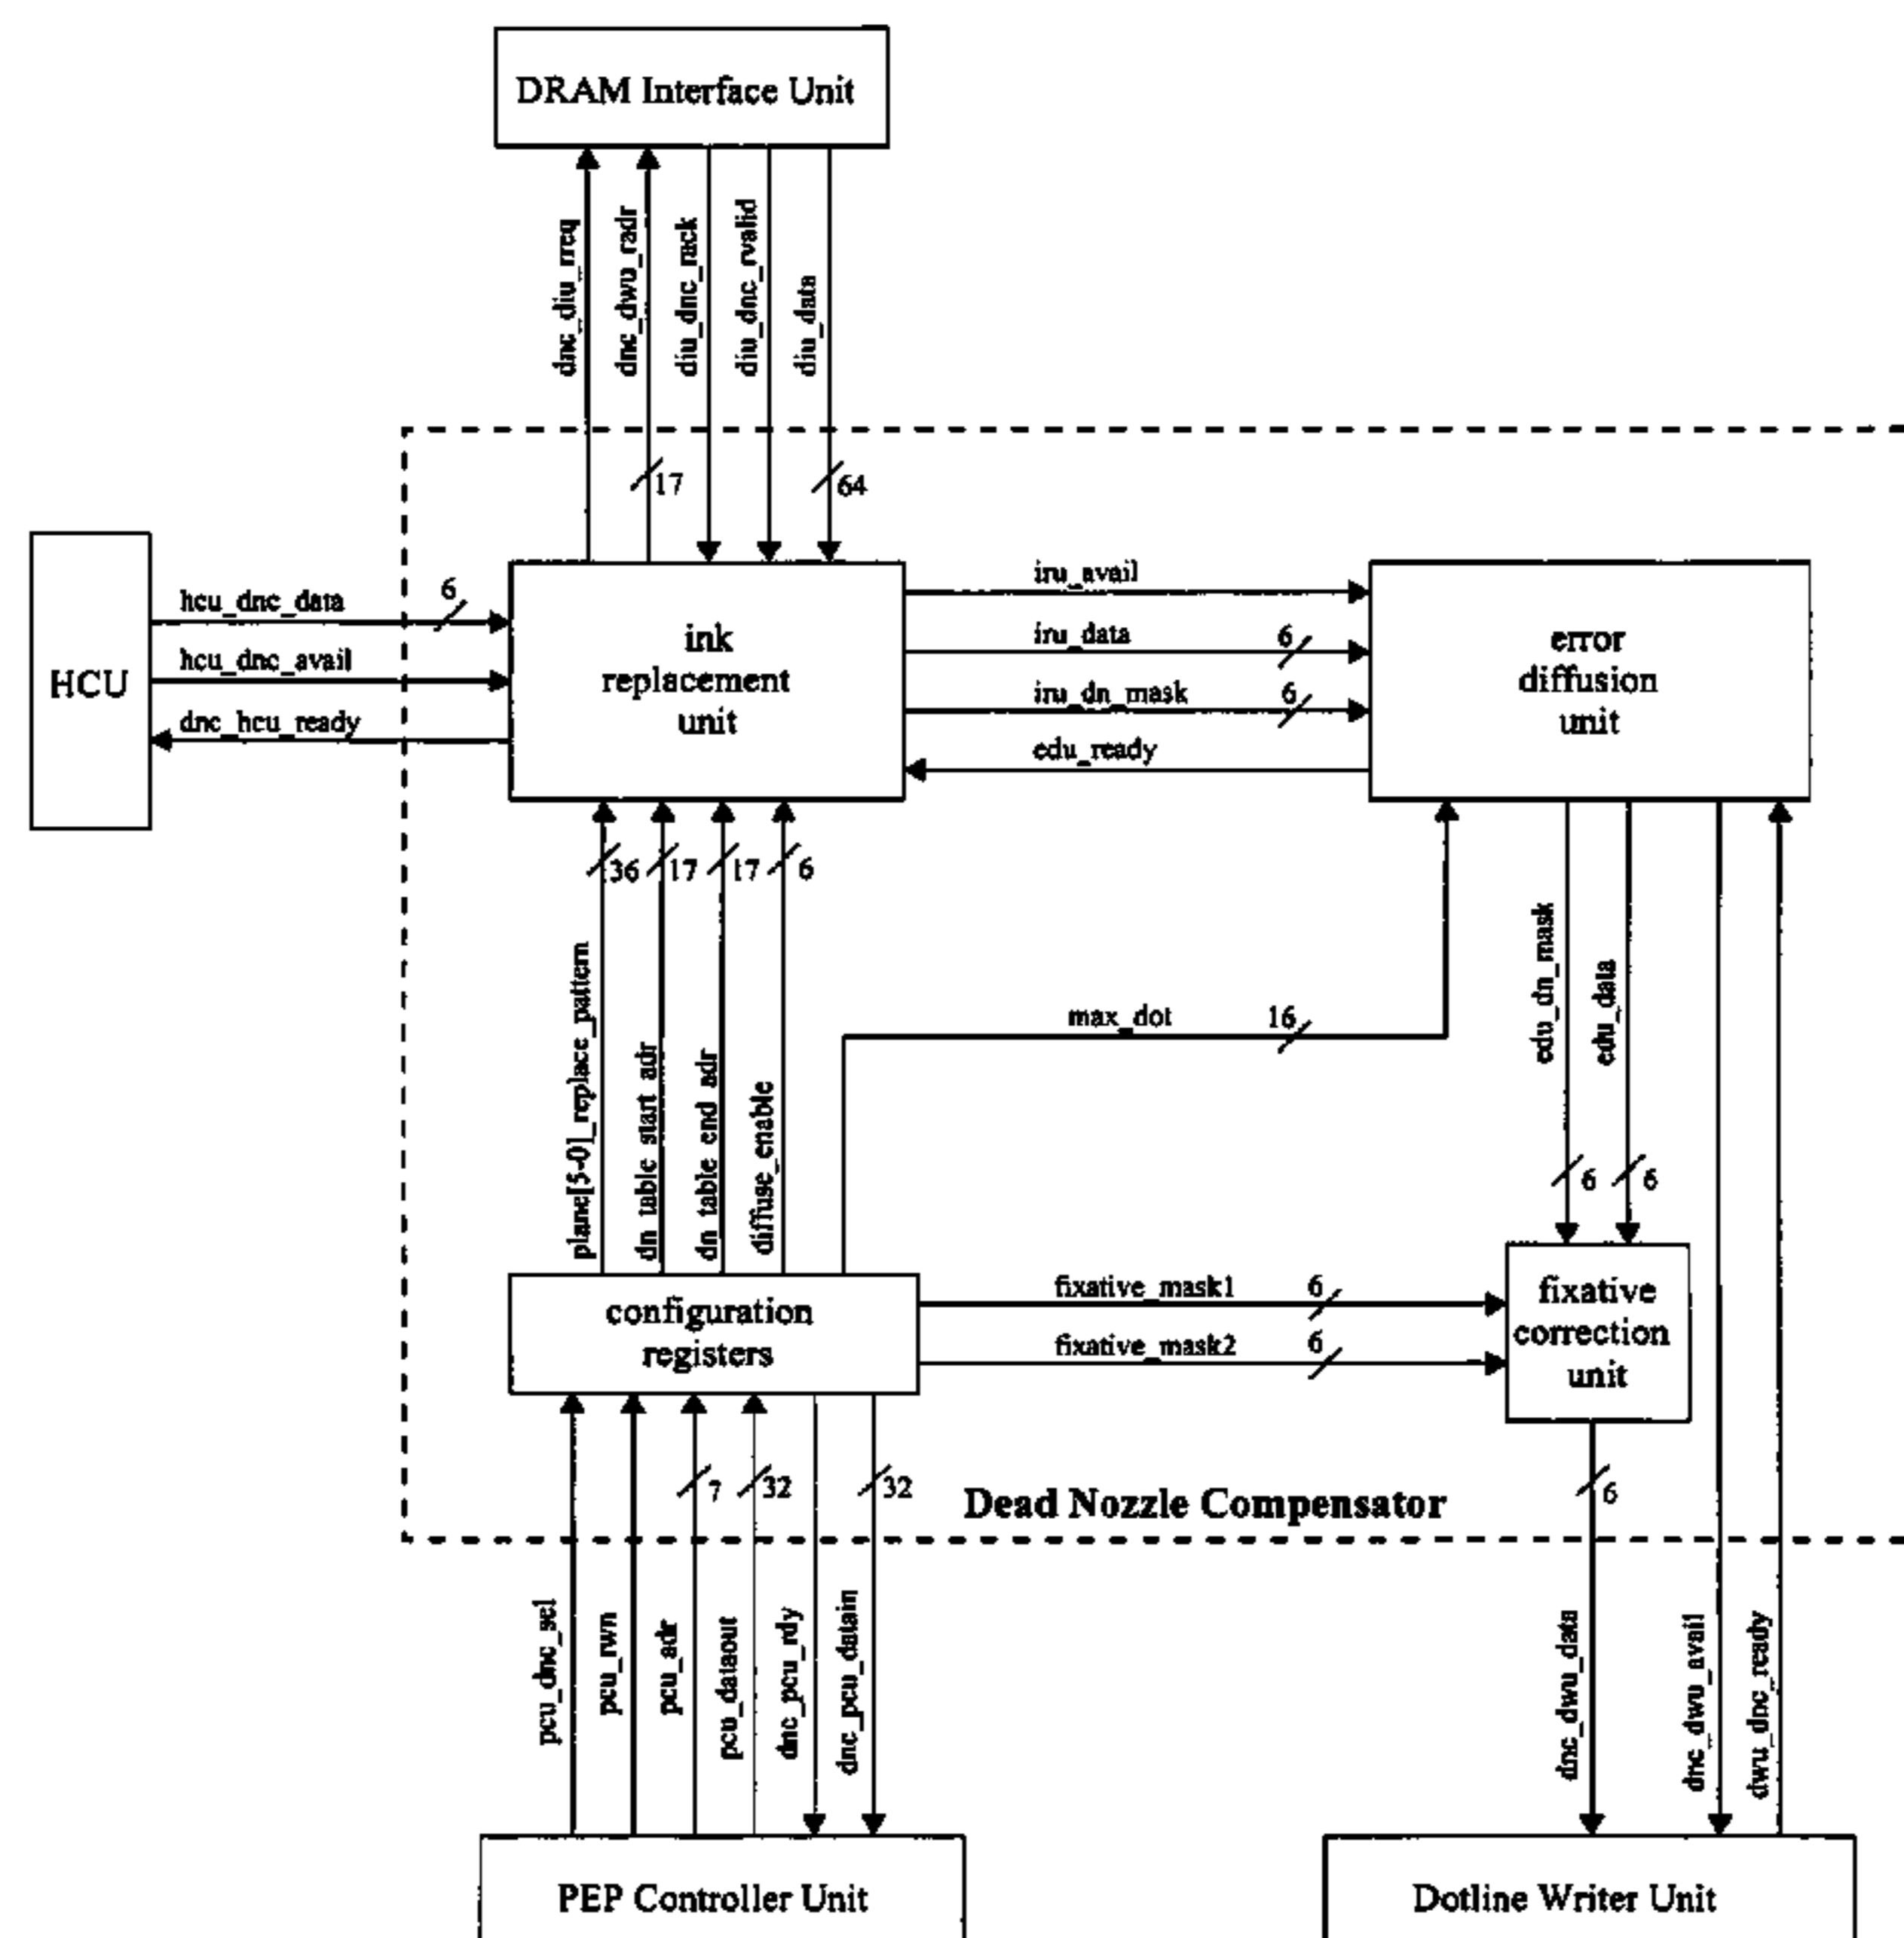 DRAM Interface Unit
dnc_diu_rreq
dnc_dwu_radr
diu_dnc_rack
diu_dnc_rvalid
diu_data
17
64
HCU
hcu_dnc_data
6
hcu_dnc_avail
dnc_hcu_ready
ink
replacement
unit
iru_avail
iru_data
6
iru_dn_mask
6
edu_ready
error
diffusion
unit
36
17
17
6
plane[5-0]_replace_pattern
dn_table_start_adr
dn_table_end_adr
diffuse_enable
max_dot
16
edu_dn_mask
edu_data
6
6
configuration
registers
fixative_mask1
6
fixative_mask2
6
fixative
correction
unit
7
32
32
6
Dead Nozzle Compensator
pcu_dnc_sel
pcu_rwn
pcu_adr
pcu_dataout
dnc_pcu_rdy
dnc_pcu_datain
dnc_dwu_data
dnc_dwu_avail
dwu_dnc_ready
PEP Controller Unit
Dotline Writer Unit